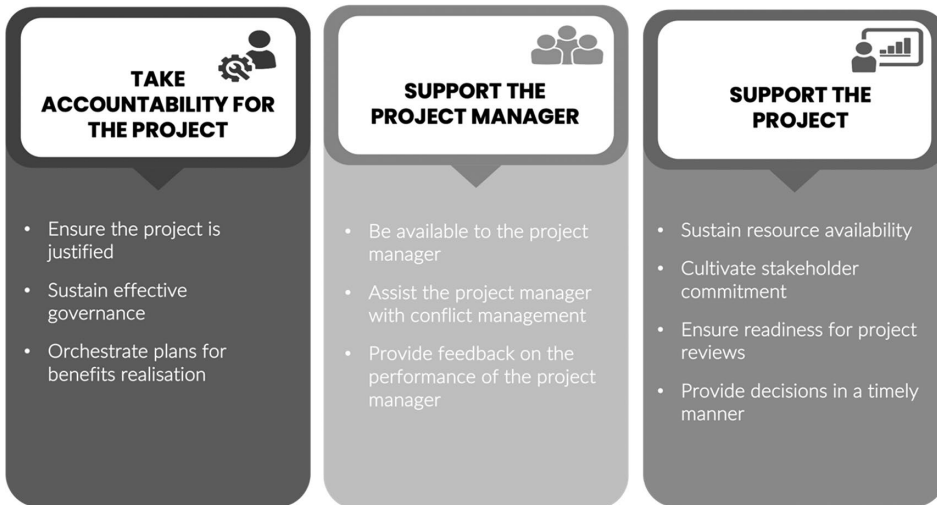 TAKE
ACCOUNTABILITY FOR
THE PROJECT
• Ensure the project is
justified
• Sustain effective
governance
• Orchestrate plans for
benefits realisation
SUPPORT THE
PROJECT MANAGER
• Be available to the project
manager
• Assist the project manager
with conflict management
• Provide feedback on the
performance of the project
manager
SUPPORT THE
PROJECT
• Sustain resource availability
• Cultivate stakeholder
commitment
• Ensure readiness for project
reviews
• Provide decisions in a timely
manner